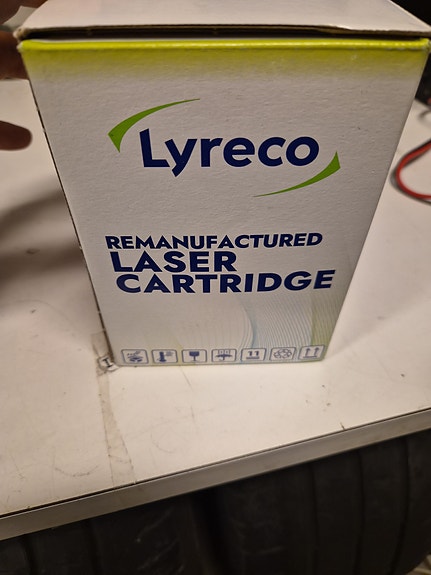 Lyreco
REMANUFACTURED
LASER
CARTRIDGE